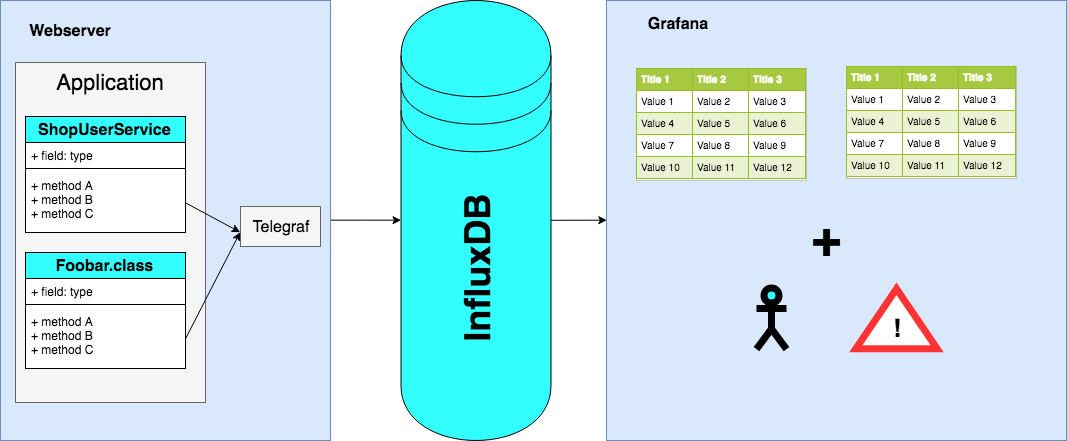 Webserver
Application
ShopUserService
+ field: type
+ method A
+ method B
+ method C
Foobar.class
+ field: type
+ method A
+ method B
+ method C
Telegraf
InfluxDB
Grafana
Title 1 Title 2 Title 3
Value 1 Value 2 Value 3
Value 4 Value 5 Value 6
Value 7 Value 8 Value 9
Value 10 Value 11 Value 12
Title 1 Title 2 Title 3
Value 1 Value 2 Value 3
Value 4 Value 5 Value 6
Value 7 Value 8 Value 9
Value 10 Value 11 Value 12
+
!